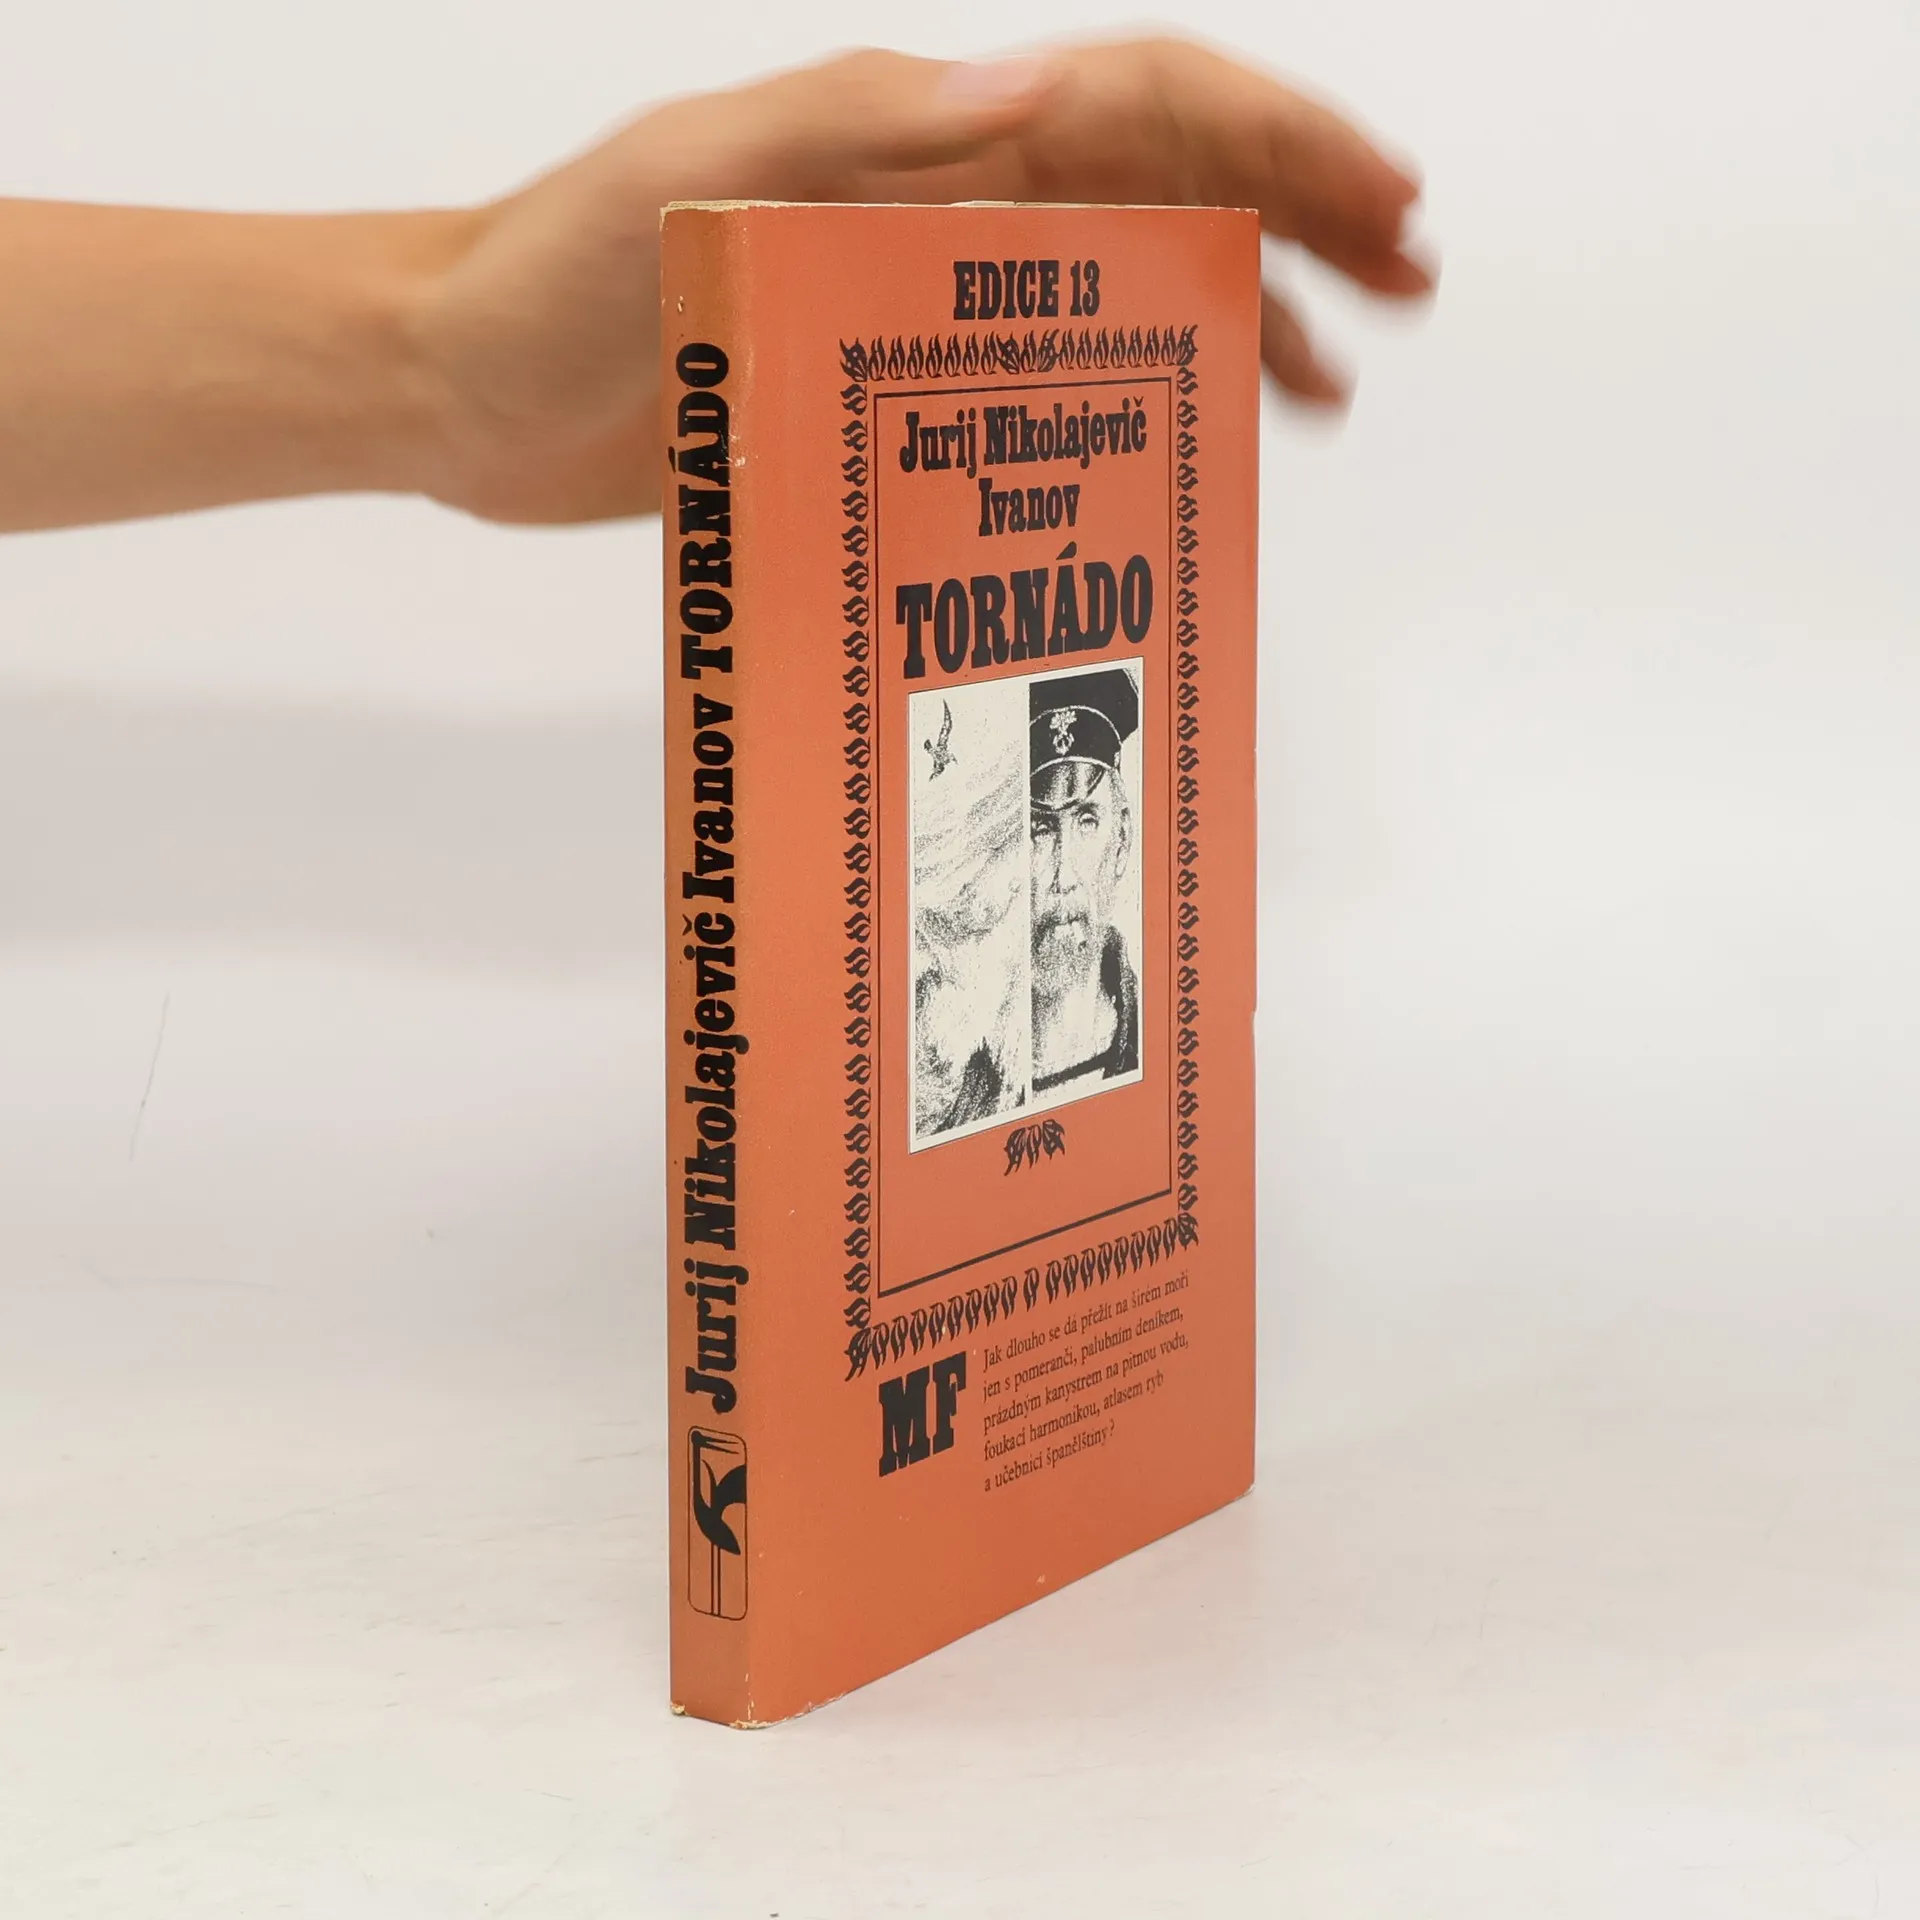 Jurij Nikolajevič Ivanov TORNÁDO
EDICE 13
Jurij Nikolajevič
Ivanov
TORNÁDO
MF
Jak dlouho se dá přežít na širém moři
jen s pomeranči, palubním deníkem,
prázdným kanystrem na pitnou vodu,
foukací harmonikou, atlasem ryb
a učebnicí španělštiny?